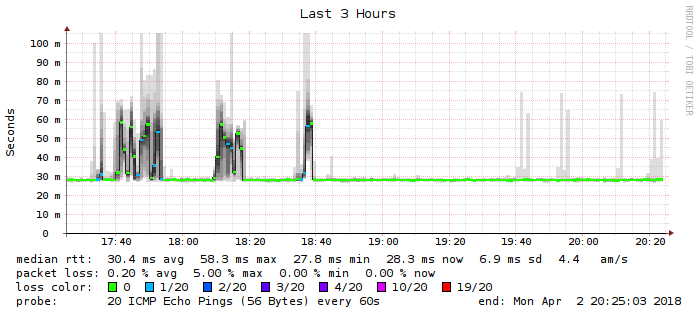 Last 3 Hours
RRDTOOL / TOBI OETIKER
Seconds
100 m
90 m
80 m
70 m
60 m
50 m
40 m
30 m
20 m
10 m
0
17:40 18:00 18:20 18:40 19:00 19:20 19:40 20:00 20:20
median rtt: 30.4 ms avg 58.3 ms max 27.8 ms min 28.3 ms now 6.9 ms sd 4.4 am/s
packet loss: 0.20 % avg 5.00 % max 0.00 % min 0.00 % now
loss color: 0 1/20 2/20 3/20 4/20 10/20 19/20
probe: 20 ICMP Echo Pings (56 Bytes) every 60s end: Mon Apr 2 20:25:03 2018